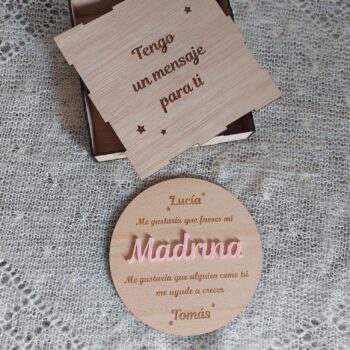 Tengo
un mensaje
para ti
Lucía
Me gustaría que fueses mi
Madrina
Me gustaría que alguien como tú
me ayude a crecer
Tomás